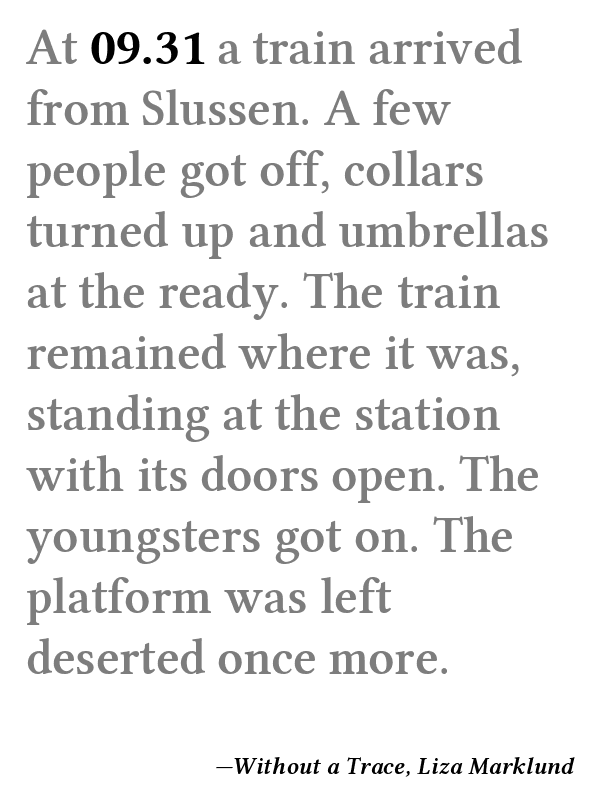 At 09.31 a train arrived
from Slussen. A few
people got off, collars
turned up and umbrellas
at the ready. The train
remained where it was,
standing at the station
with its doors open. The
youngsters got on. The
platform was left
deserted once more.
—Without a Trace, Liza Marklund